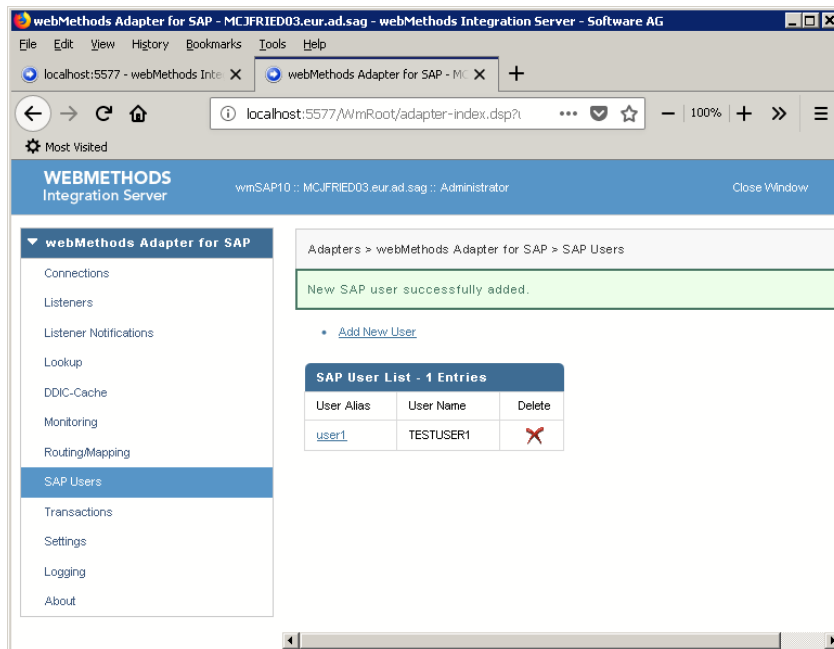 webMethods Adapter for SAP - MCJFRIED03.eur.ad.sag - webMethods Integration Server - Software AG
File Edit View History Bookmarks Tools Help
localhost:5577 - webMethods Inte
webMethods Adapter for SAP - MC
localhost:5577/WmRoot/adapter-index.dsp?
100%
Most Visited
WEBMETHODS
Integration Server
wmSAP10 :: MCJFRIED03.eur.ad.sag :: Administrator
Close Window
webMethods Adapter for SAP
Connections
Listeners
Listener Notifications
Lookup
DDIC-Cache
Monitoring
Routing/Mapping
SAP Users
Transactions
Settings
Logging
About
Adapters > webMethods Adapter for SAP > SAP Users
New SAP user successfully added.
• Add New User
SAP User List - 1 Entries
User Alias User Name Delete
user1 TESTUSER1